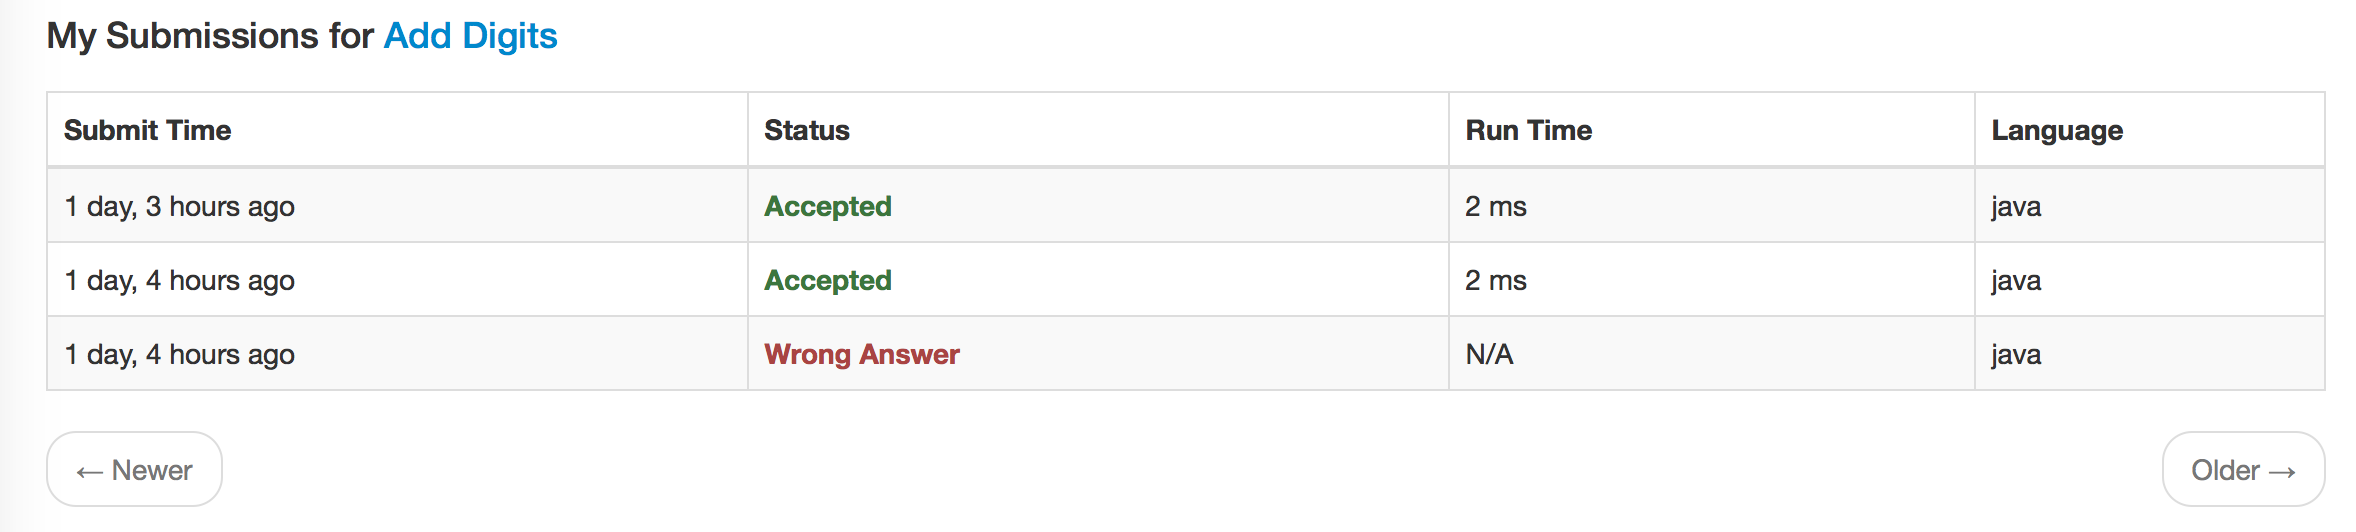 My Submissions for Add Digits
Submit Time Status Run Time Language
1 day, 3 hours ago Accepted 2 ms java
1 day, 4 hours ago Accepted 2 ms java
1 day, 4 hours ago Wrong Answer N/A java
← Newer Older →